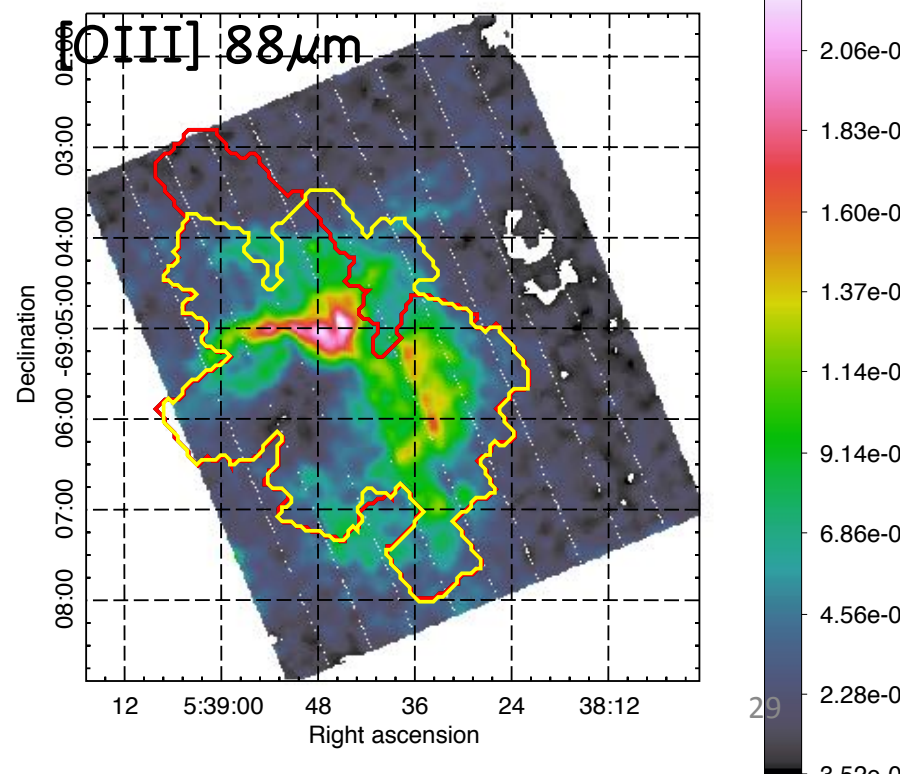 [OIII] 88μm
03:00
04:00
-69:05:00
06:00
07:00
08:00
Declination
12
5:39:00
48
36
24
38:12
Right ascension
2.06e-0
1.83e-0
1.60e-0
1.37e-0
1.14e-0
9.14e-0
6.86e-0
4.56e-0
2.28e-0
29